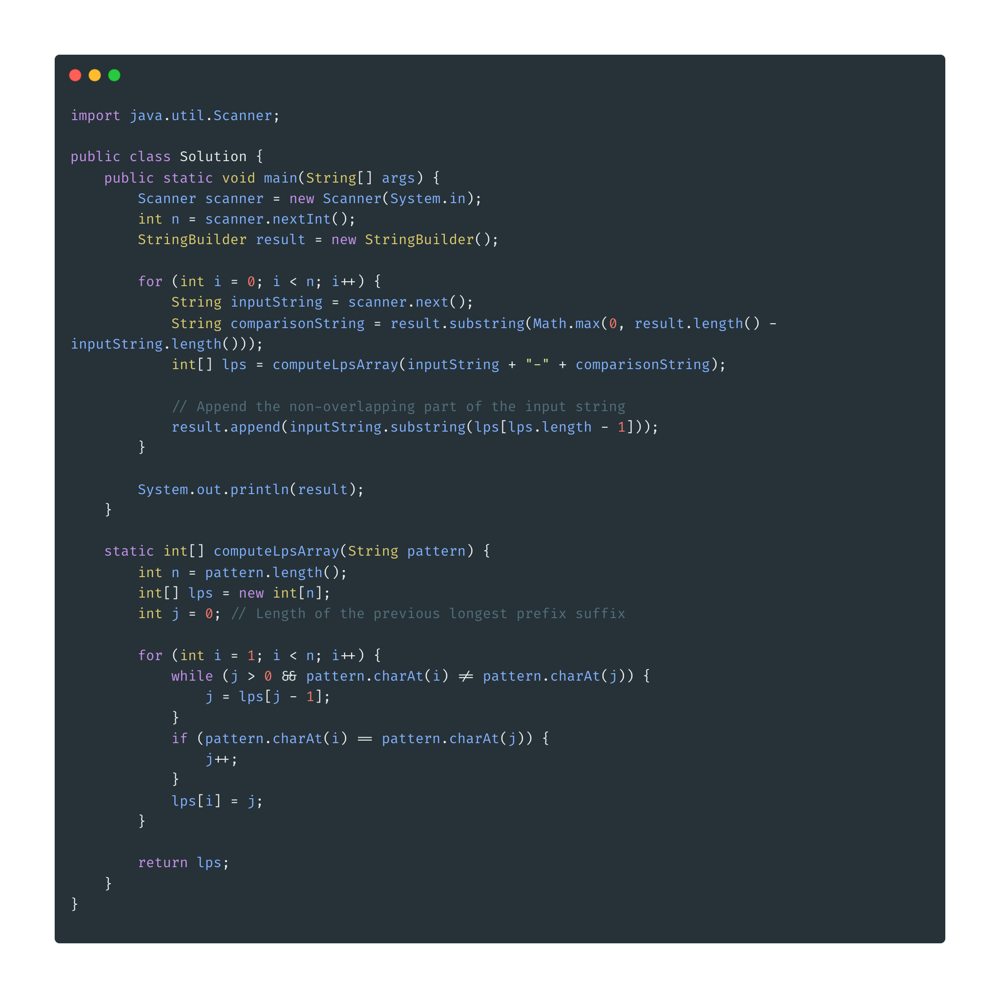 import java.util.Scanner;

public class Solution {
    public static void main(String[] args) {
        Scanner scanner = new Scanner(System.in);
        int n = scanner.nextInt();
        StringBuilder result = new StringBuilder();

        for (int i = 0; i < n; i++) {
            String inputString = scanner.next();
            String comparisonString = result.substring(Math.max(0, result.length() -
inputString.length()));
            int[] lps = computeLpsArray(inputString + "-" + comparisonString);

            // Append the non-overlapping part of the input string
            result.append(inputString.substring(lps[lps.length - 1]));
        }

        System.out.println(result);
    }

    static int[] computeLpsArray(String pattern) {
        int n = pattern.length();
        int[] lps = new int[n];
        int j = 0; // Length of the previous longest prefix suffix

        for (int i = 1; i < n; i++) {
            while (j > 0 && pattern.charAt(i) != pattern.charAt(j)) {
                j = lps[j - 1];
            }
            if (pattern.charAt(i) == pattern.charAt(j)) {
                j++;
            }
            lps[i] = j;
        }

        return lps;
    }
}